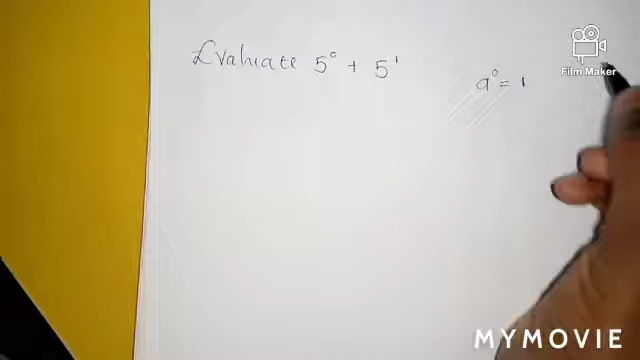 Evaluate 5⁰ + 5¹
a⁰ = 1
Film Maker
MYMOVIE